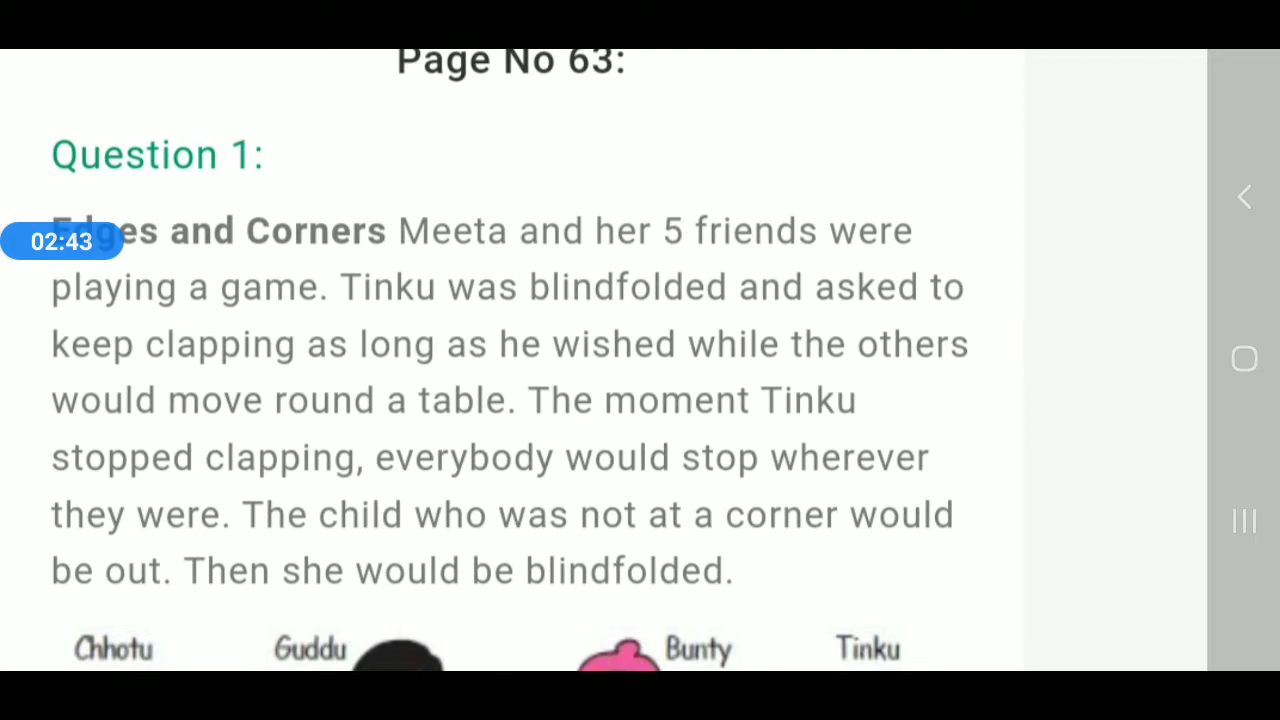 Page No 63:
Question 1:
Edges and Corners Meeta and her 5 friends were
02:43
playing a game. Tinku was blindfolded and asked to
keep clapping as long as he wished while the others
would move round a table. The moment Tinku
stopped clapping, everybody would stop wherever
they were. The child who was not at a corner would
be out. Then she would be blindfolded.
Chhotu Guddu Bunty Tinku